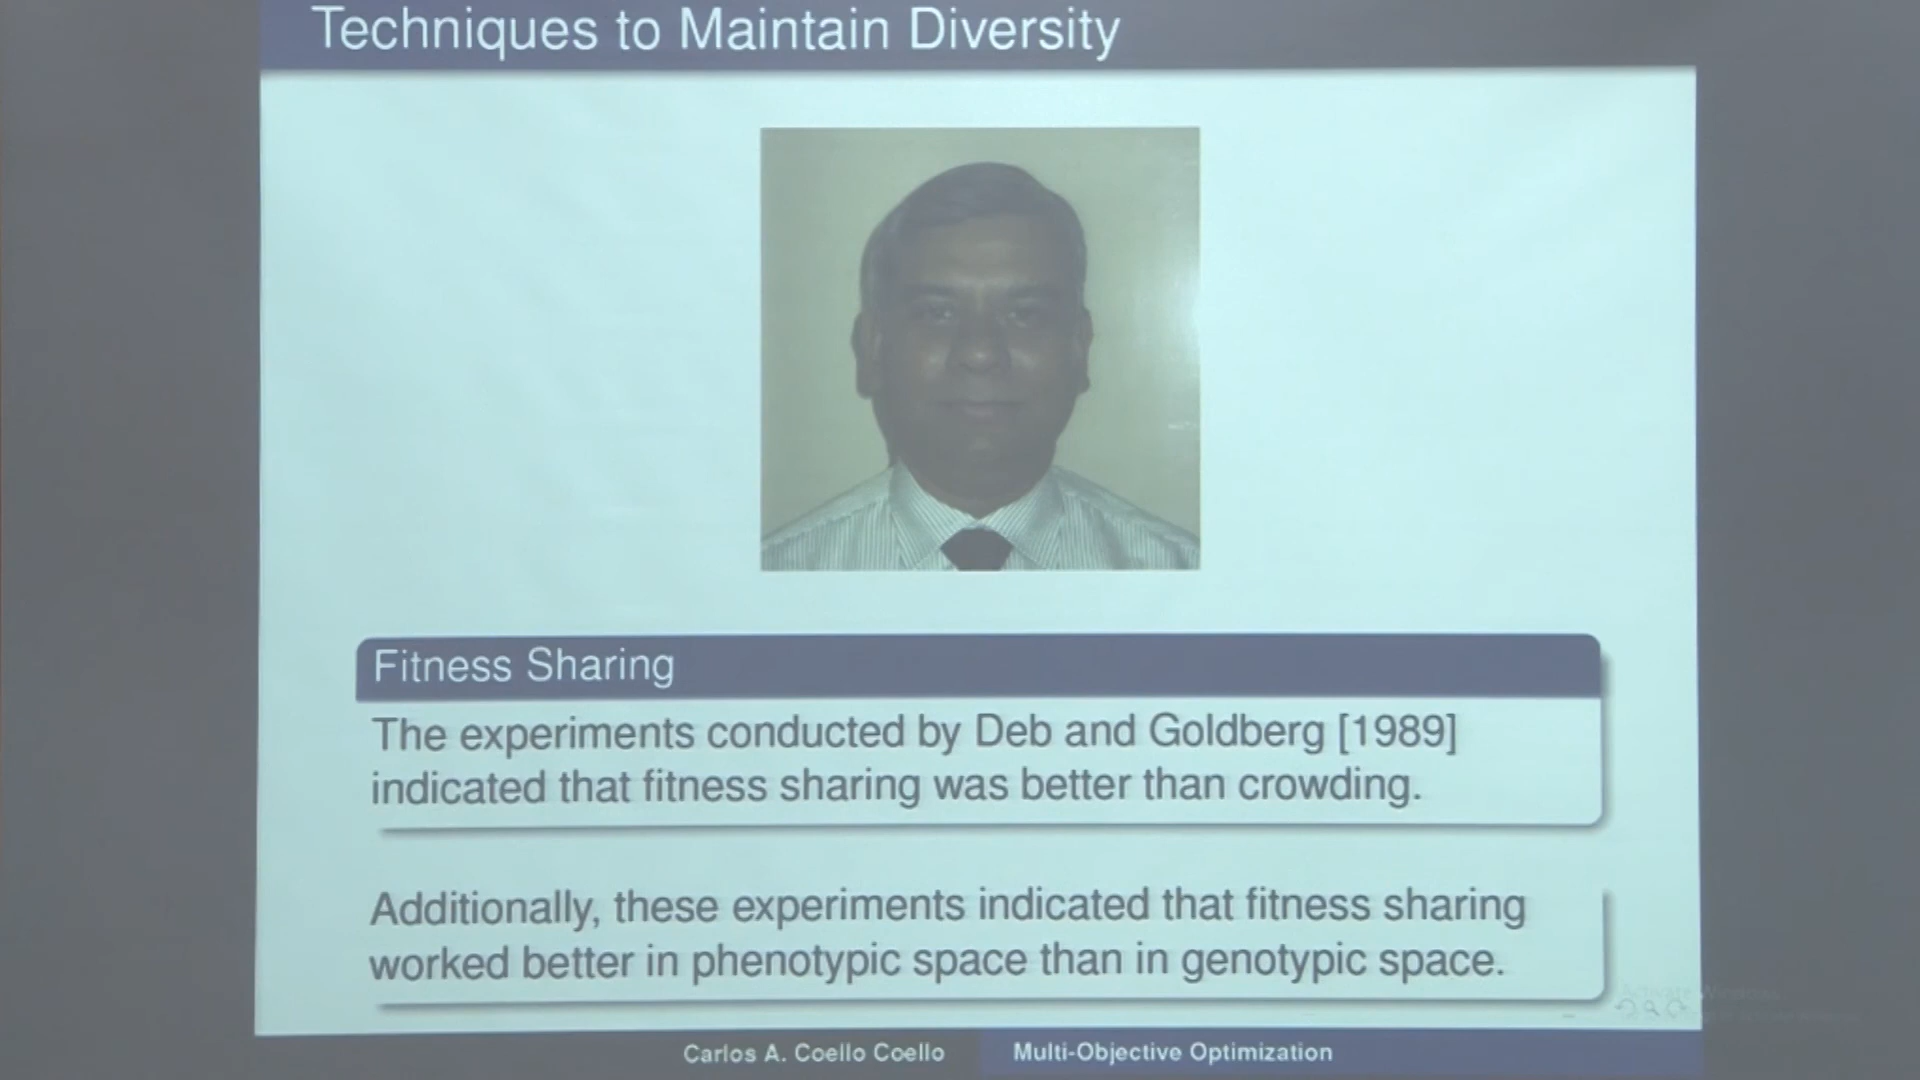 Techniques to Maintain Diversity
Fitness Sharing
The experiments conducted by Deb and Goldberg [1989]
indicated that fitness sharing was better than crowding.
Additionally, these experiments indicated that fitness sharing
worked better in phenotypic space than in genotypic space.
Activate Windows
Carlos A. Coello Coello Multi-Objective Optimization